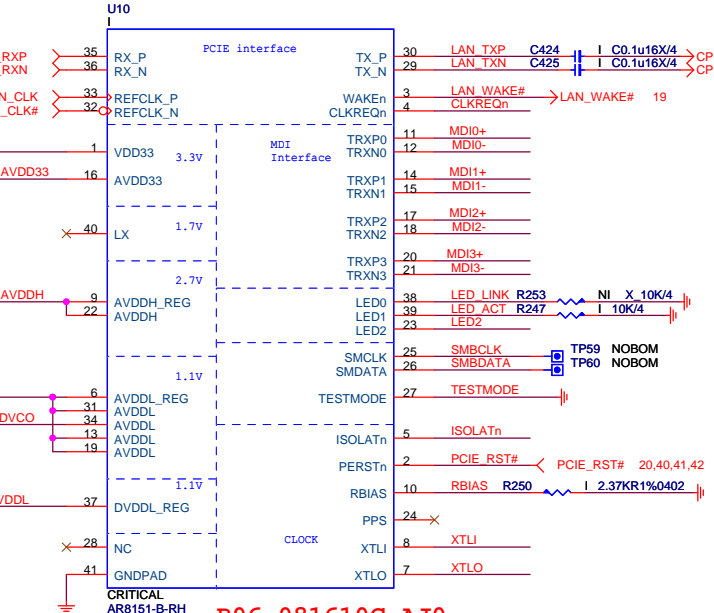 U10
I
PCIE interface
RXP 35 RX_P TX_P 30 LAN_TXP C424 I C0.1u16X/4 CP
RXN 36 RX_N TX_N 29 LAN_TXN C425 I C0.1u16X/4 CP
N_CLK 33 REFCLK_P WAKEn 3 LAN_WAKE# LAN_WAKE# 19
_CLK# 32 REFCLK_N CLKREQn 4 CLKREQn
TRXP0 11 MDI0+
1 VDD33 3.3V MDI Interface TRXN0 12 MDI0-
AVDD33 16 AVDD33 TRXP1 14 MDI1+
TRXN1 15 MDI1-
TRXP2 17 MDI2+
40 LX 1.7V TRXN2 18 MDI2-
TRXP3 20 MDI3+
2.7V TRXN3 21 MDI3-
AVDDH 9 AVDDH_REG LED0 38 LED_LINK R253 NI X_10K/4
22 AVDDH LED1 39 LED_ACT R247 I 10K/4
LED2 23 LED2
SMCLK 25 SMBCLK TP59 NOBOM
1.1V SMDATA 26 SMBDATA TP60 NOBOM
6 AVDDL_REG TESTMODE 27 TESTMODE
31 AVDDL
DVCO 34 AVDDL
13 AVDDL ISOLATn 5 ISOLATn
19 AVDDL
PERSTn 2 PCIE_RST# PCIE_RST# 20,40,41,42
1.1V RBIAS 10 RBIAS R250 I 2.37KR1%0402
VDDL 37 DVDDL_REG
PPS 24
28 NC CLOCK XTLI 8 XTLI
41 GNDPAD XTLO 7 XTLO
CRITICAL
AR8151-B-RH